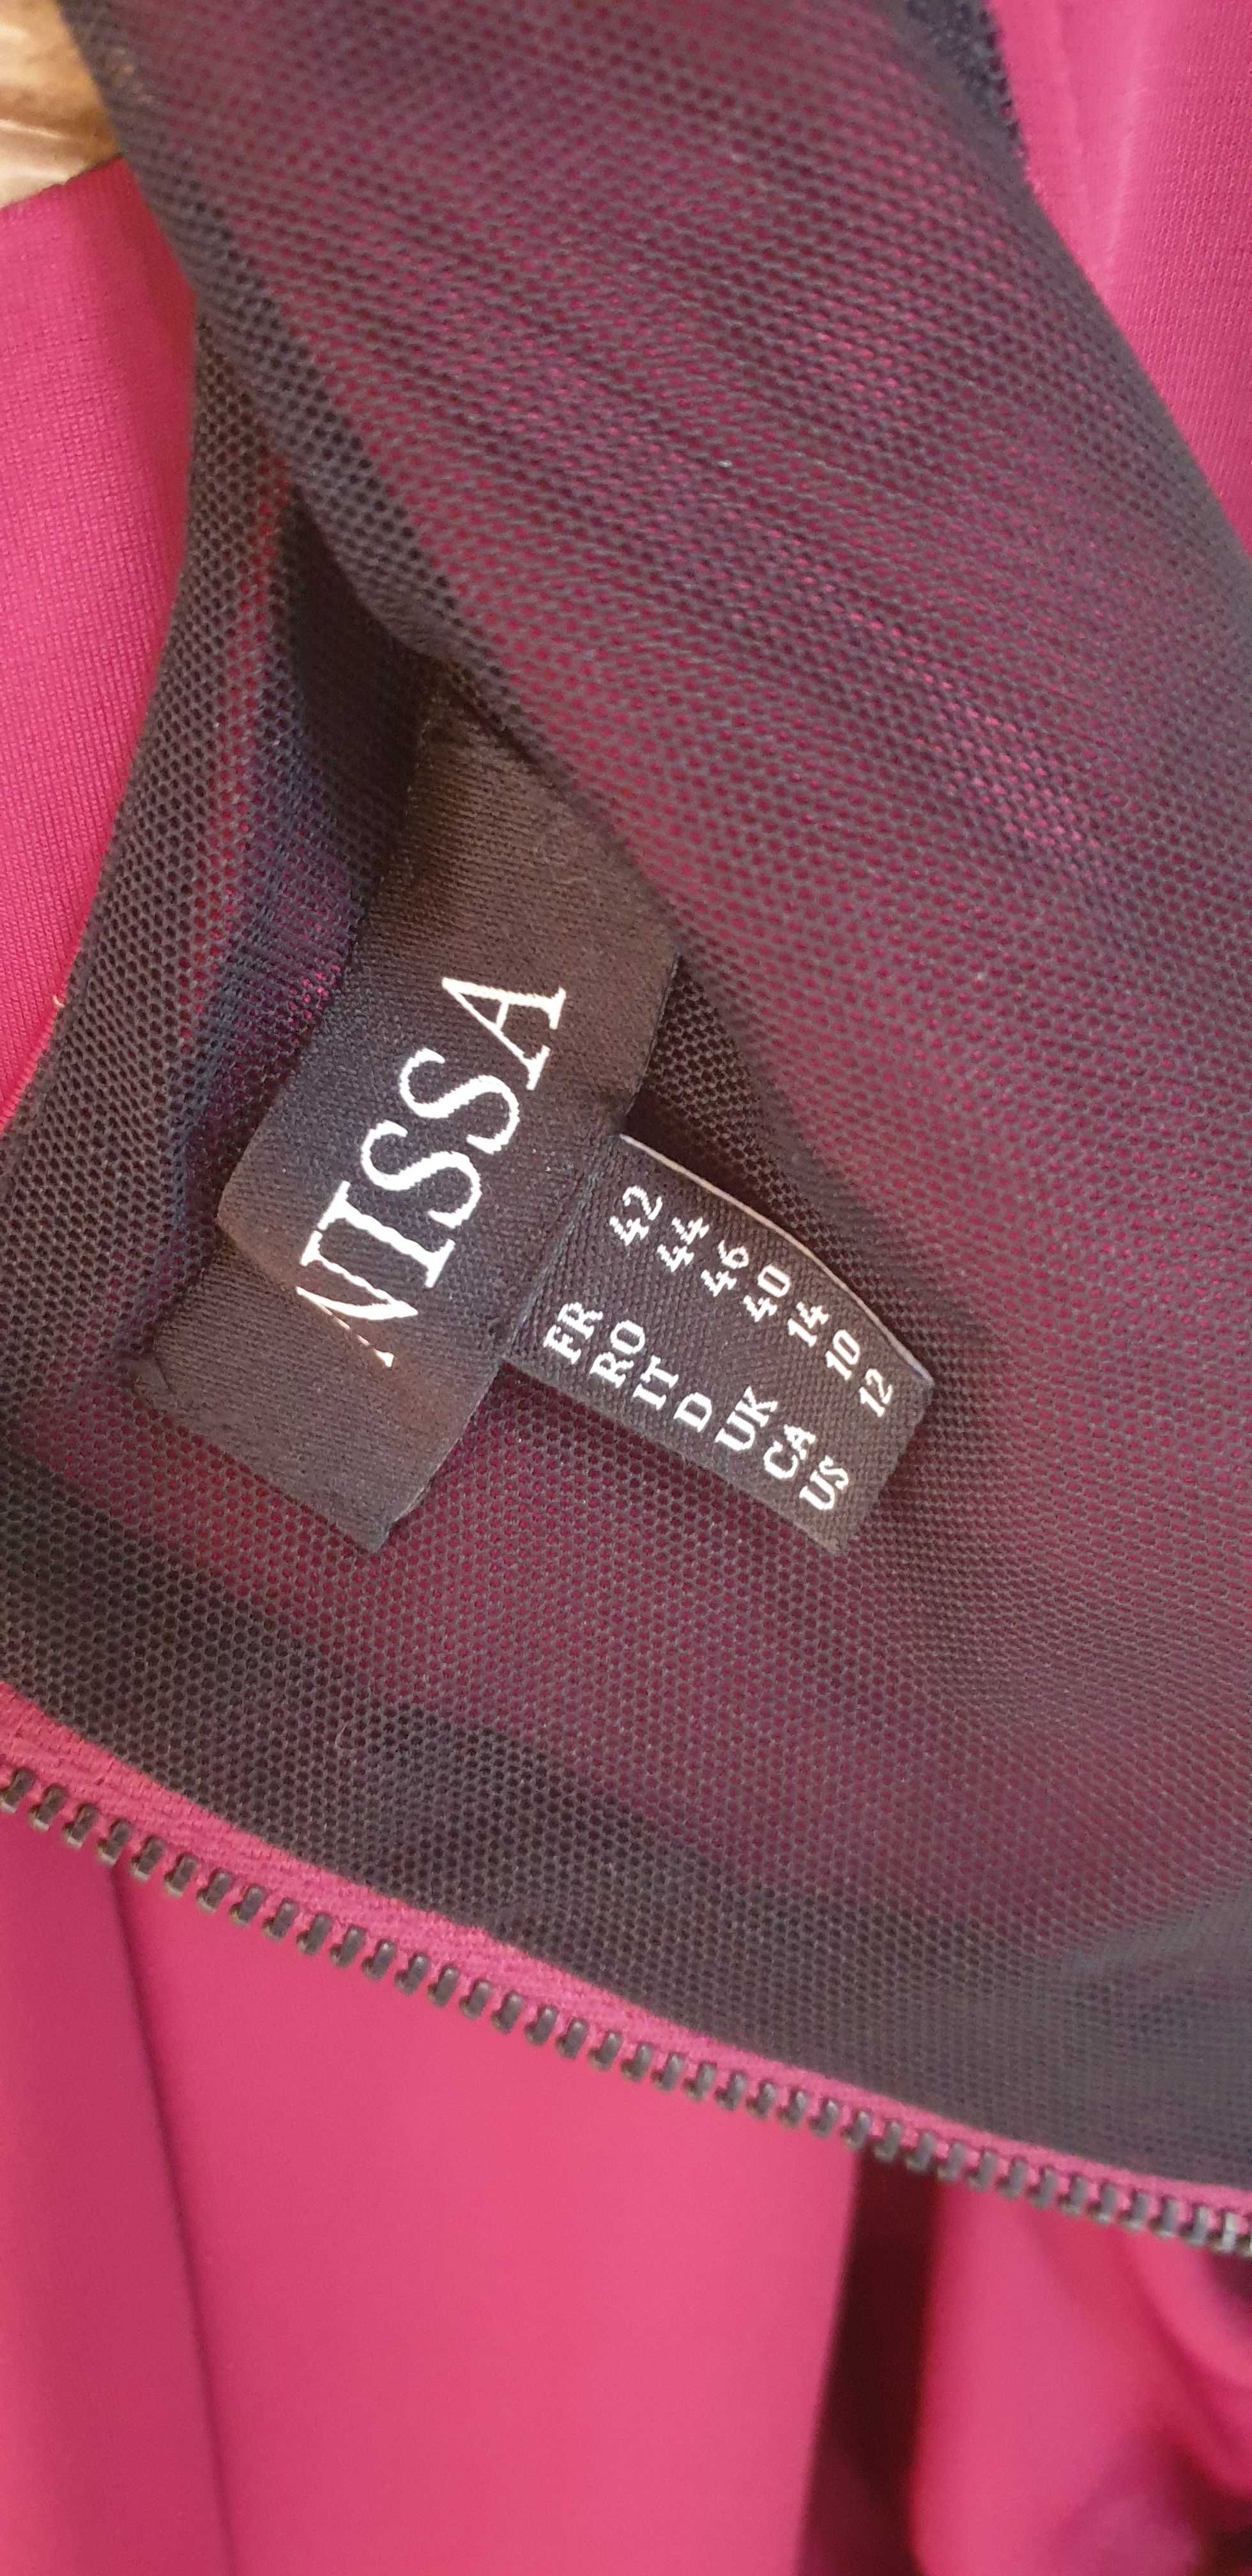 NISSA
FR 42
RO 44
IT 46
D 40
UK 14
CA 10
US 12